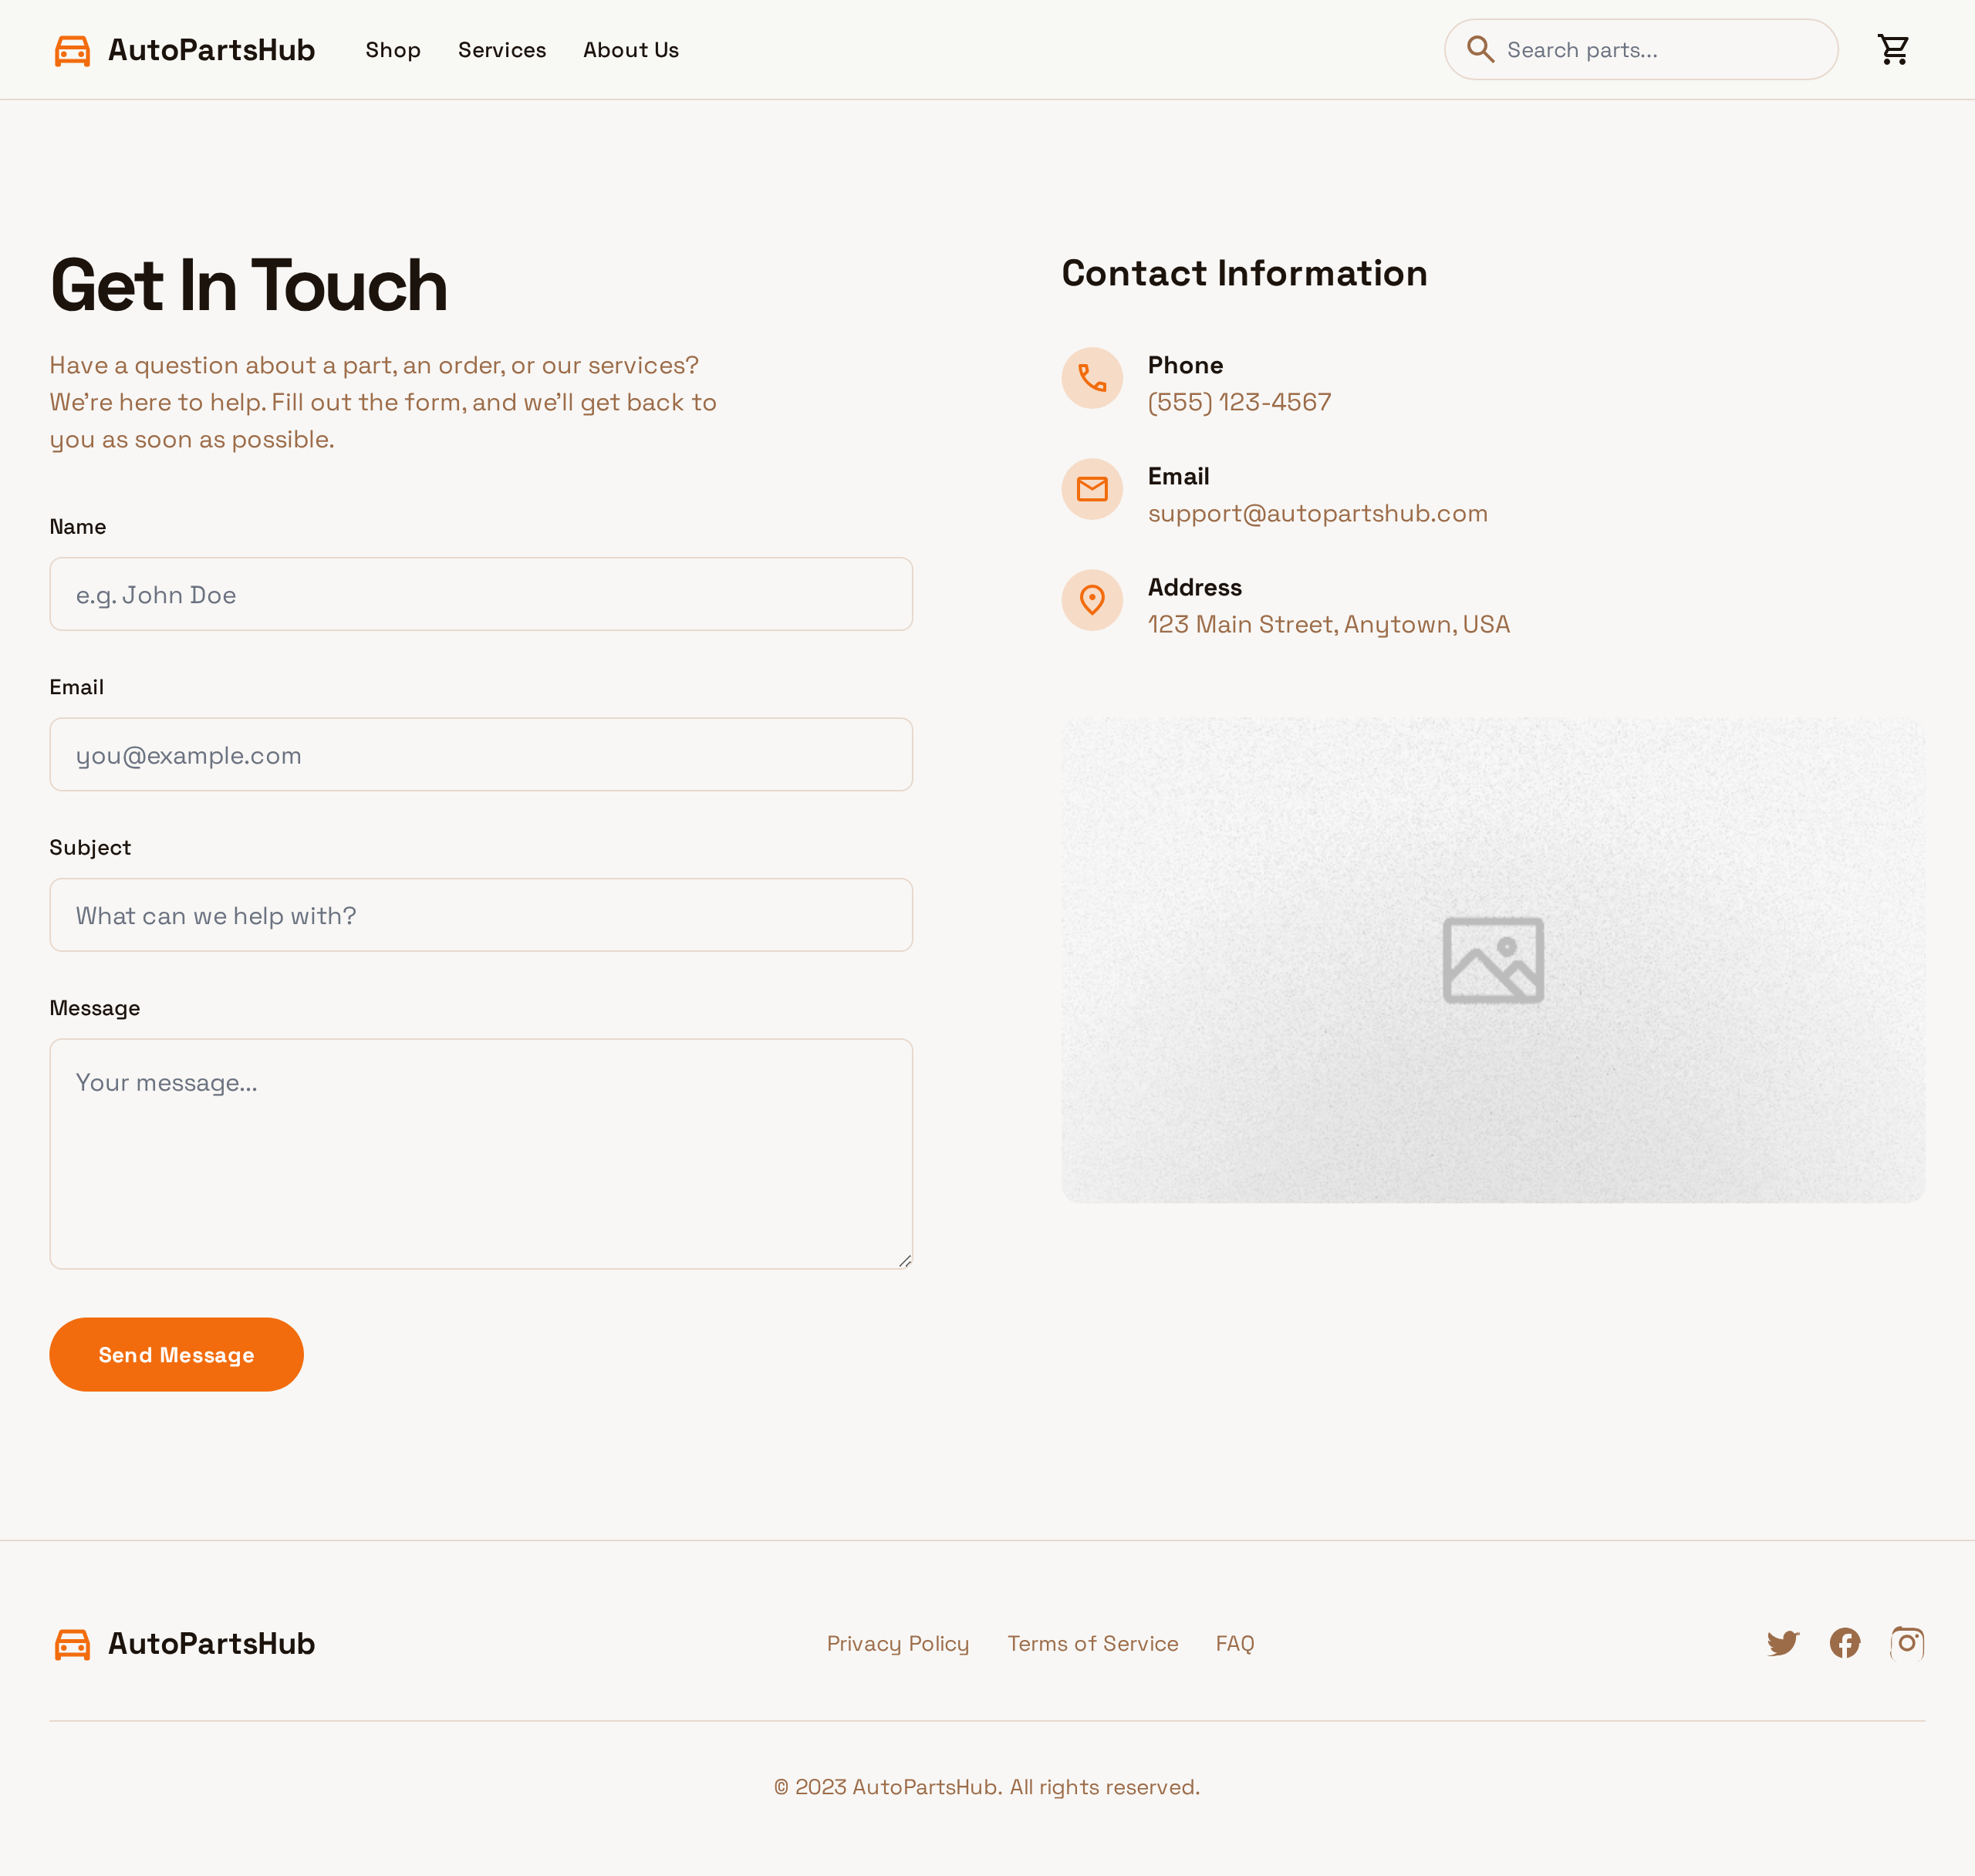 AutoPartsHub
Shop
Services
About Us
Search parts...
Get In Touch
Have a question about a part, an order, or our services?
We’re here to help. Fill out the form, and we’ll get back to
you as soon as possible.
Name
e.g. John Doe
Email
you@example.com
Subject
What can we help with?
Message
Your message...
Send Message
Contact Information
Phone
(555) 123-4567
Email
support@autopartshub.com
Address
123 Main Street, Anytown, USA
AutoPartsHub
Privacy Policy
Terms of Service
FAQ
© 2023 AutoPartsHub. All rights reserved.